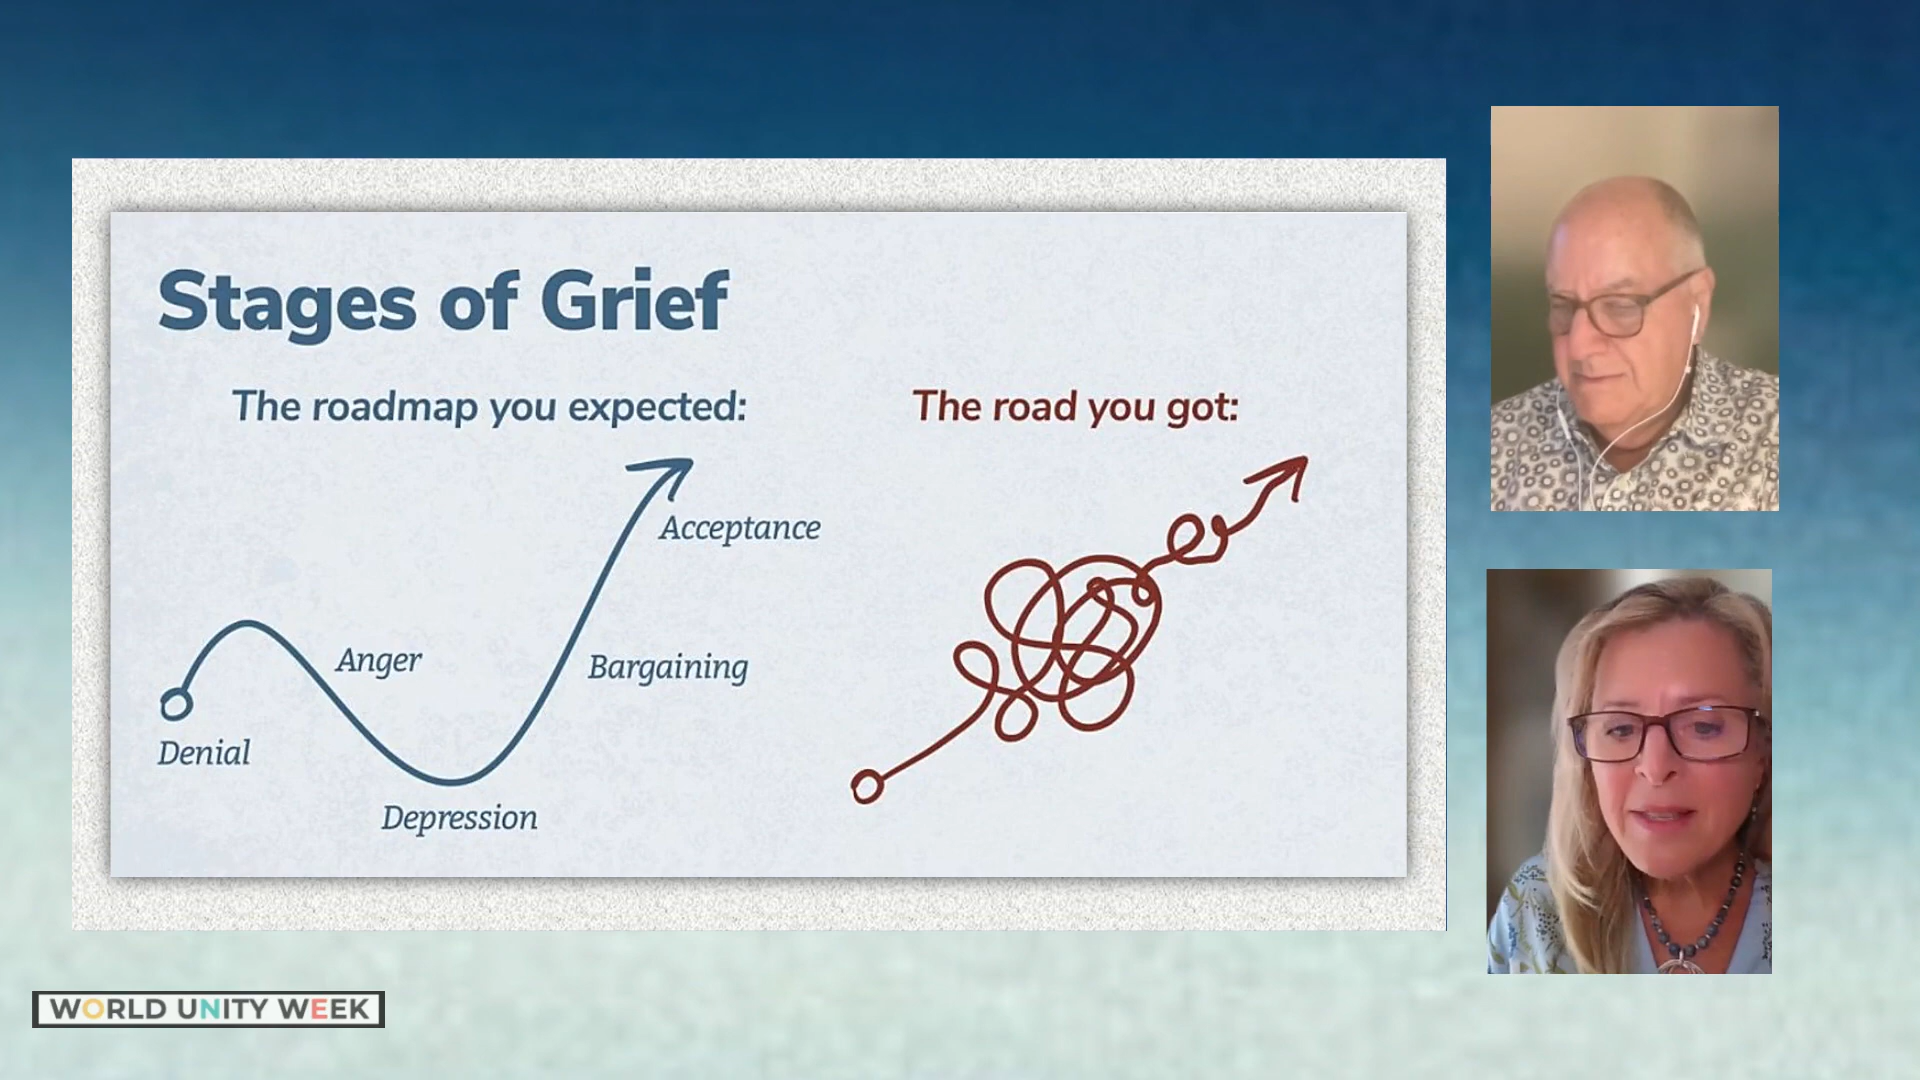 Stages of Grief
The roadmap you expected:
The road you got:
Acceptance
Anger
Bargaining
Denial
Depression
WORLD UNITY WEEK